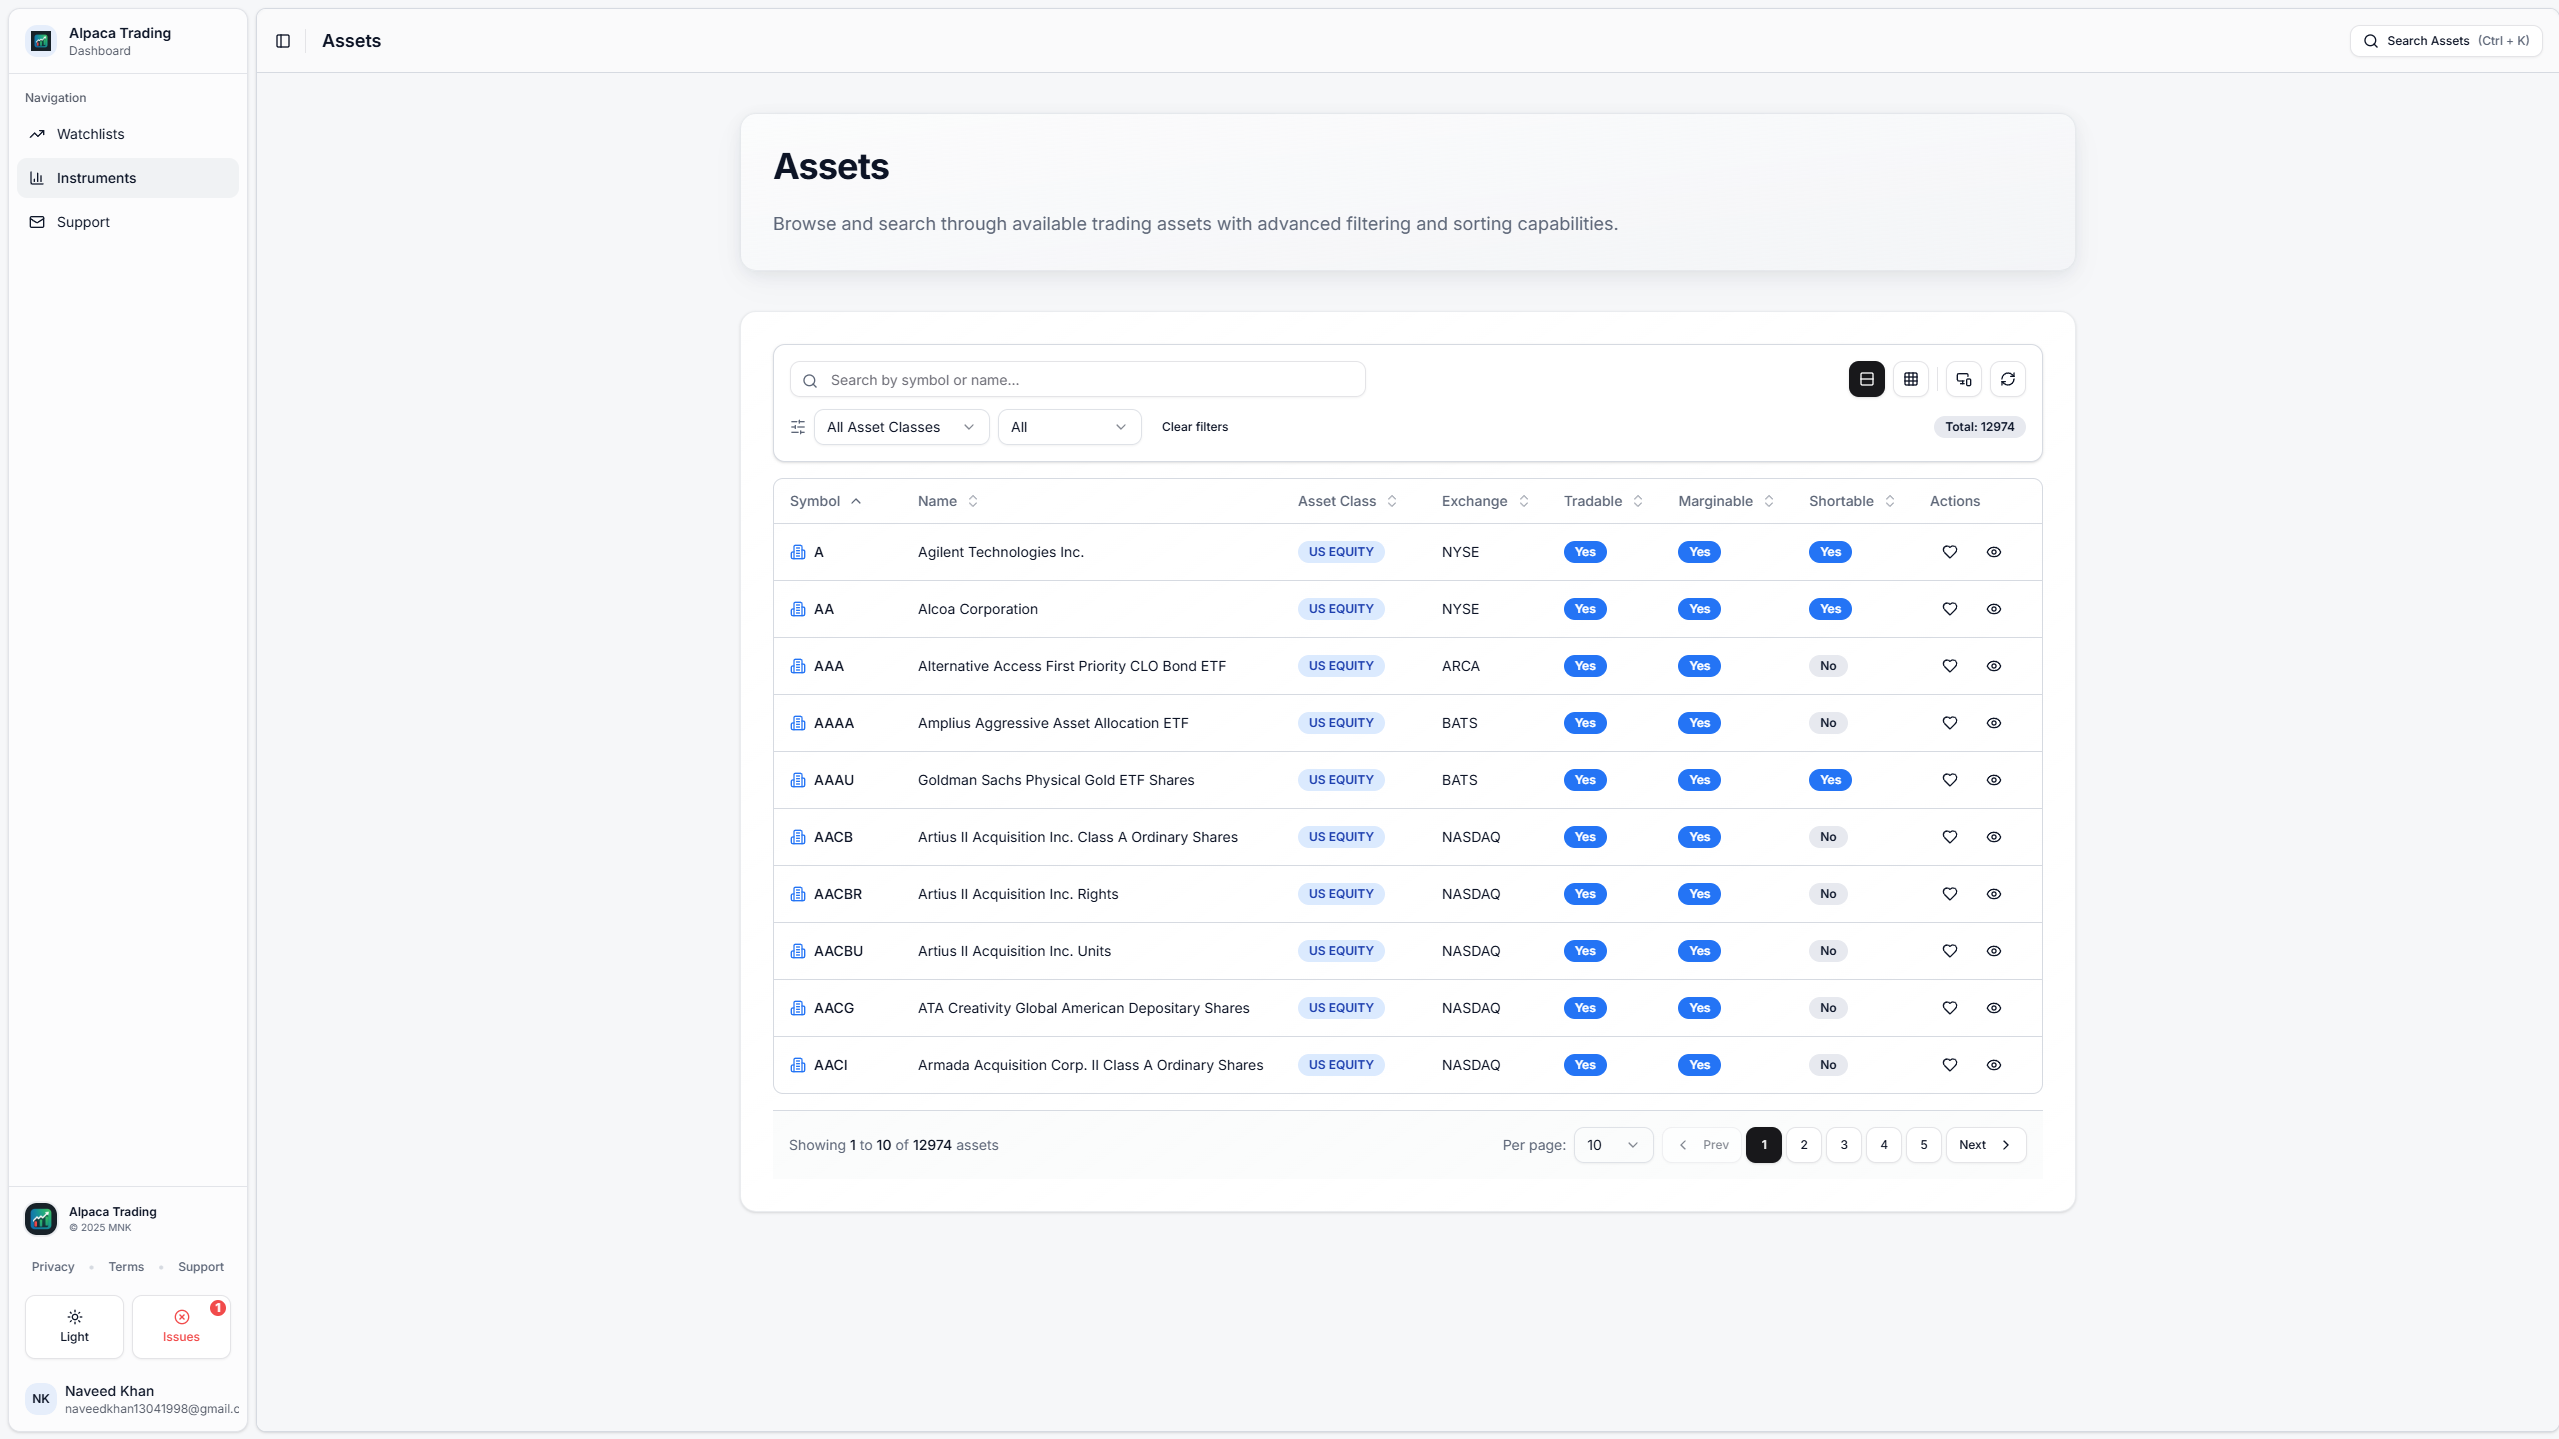 Alpaca Trading
Dashboard
Navigation
Watchlists
Instruments
Support
Alpaca Trading
© 2025 MNK
Privacy • Terms • Support
Light
Issues
1
NK
Naveed Khan
naveedkhan13041998@gmail.c
Assets
Search Assets (Ctrl + K)
Assets
Browse and search through available trading assets with advanced filtering and sorting capabilities.
Search by symbol or name...
All Asset Classes All Clear filters Total: 12974
Symbol Name Asset Class Exchange Tradable Marginable Shortable Actions
A Agilent Technologies Inc. US EQUITY NYSE Yes Yes Yes
AA Alcoa Corporation US EQUITY NYSE Yes Yes Yes
AAA Alternative Access First Priority CLO Bond ETF US EQUITY ARCA Yes Yes No
AAAA Amplius Aggressive Asset Allocation ETF US EQUITY BATS Yes Yes No
AAAU Goldman Sachs Physical Gold ETF Shares US EQUITY BATS Yes Yes Yes
AACB Artius II Acquisition Inc. Class A Ordinary Shares US EQUITY NASDAQ Yes Yes No
AACBR Artius II Acquisition Inc. Rights US EQUITY NASDAQ Yes Yes No
AACBU Artius II Acquisition Inc. Units US EQUITY NASDAQ Yes Yes No
AACG ATA Creativity Global American Depositary Shares US EQUITY NASDAQ Yes Yes No
AACI Armada Acquisition Corp. II Class A Ordinary Shares US EQUITY NASDAQ Yes Yes No
Showing 1 to 10 of 12974 assets Per page: 10 Prev 1 2 3 4 5 Next